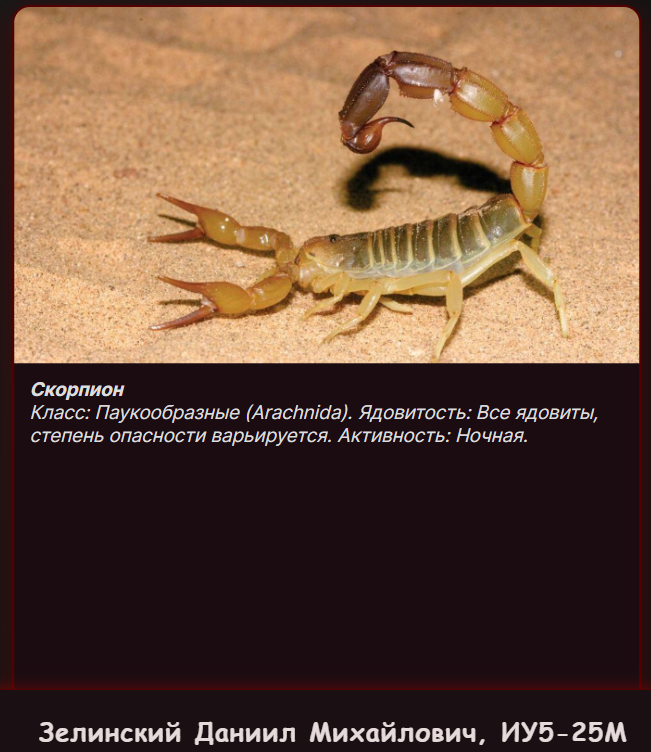 Скорпион
Класс: Паукообразные (Arachnida). Ядовитость: Все ядовиты,
степень опасности варьируется. Активность: Ночная.
Зелинский Даниил Михайлович, ИУ5-25М